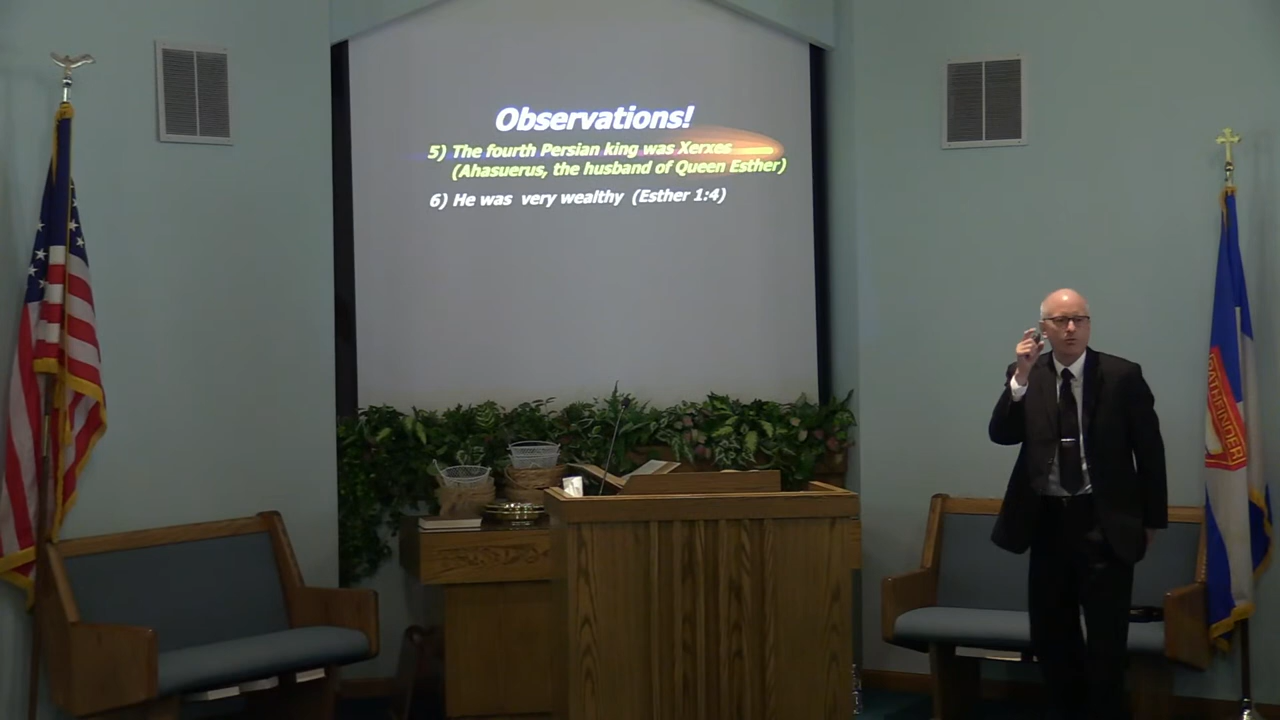 Observations!
5) The fourth Persian king was Xerxes
(Ahasuerus, the husband of Queen Esther)
6) He was very wealthy (Esther 1:4)
PATHFINDER